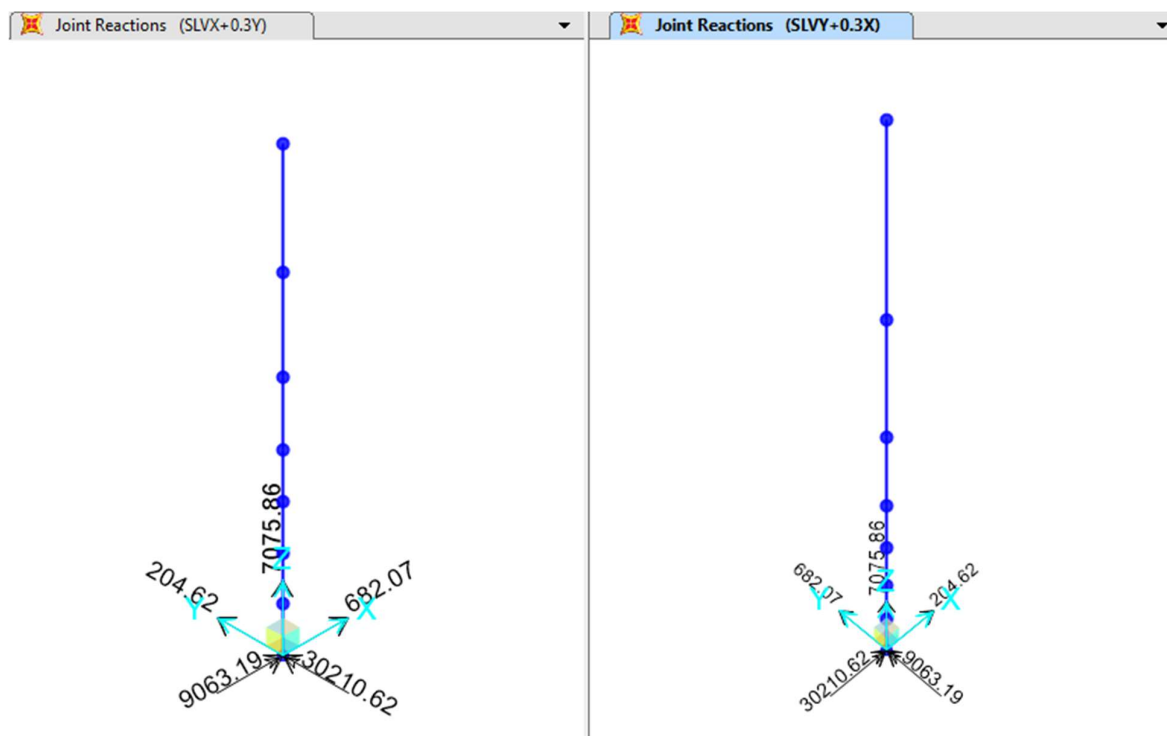 Joint Reactions (SLVX+0.3Y)
Joint Reactions (SLVY+0.3X)
7075.86
Z
204.62
Y
682.07
X
9063.19
30210.62
7075.86
Z
682.07
Y
204.62
X
30210.62
9063.19